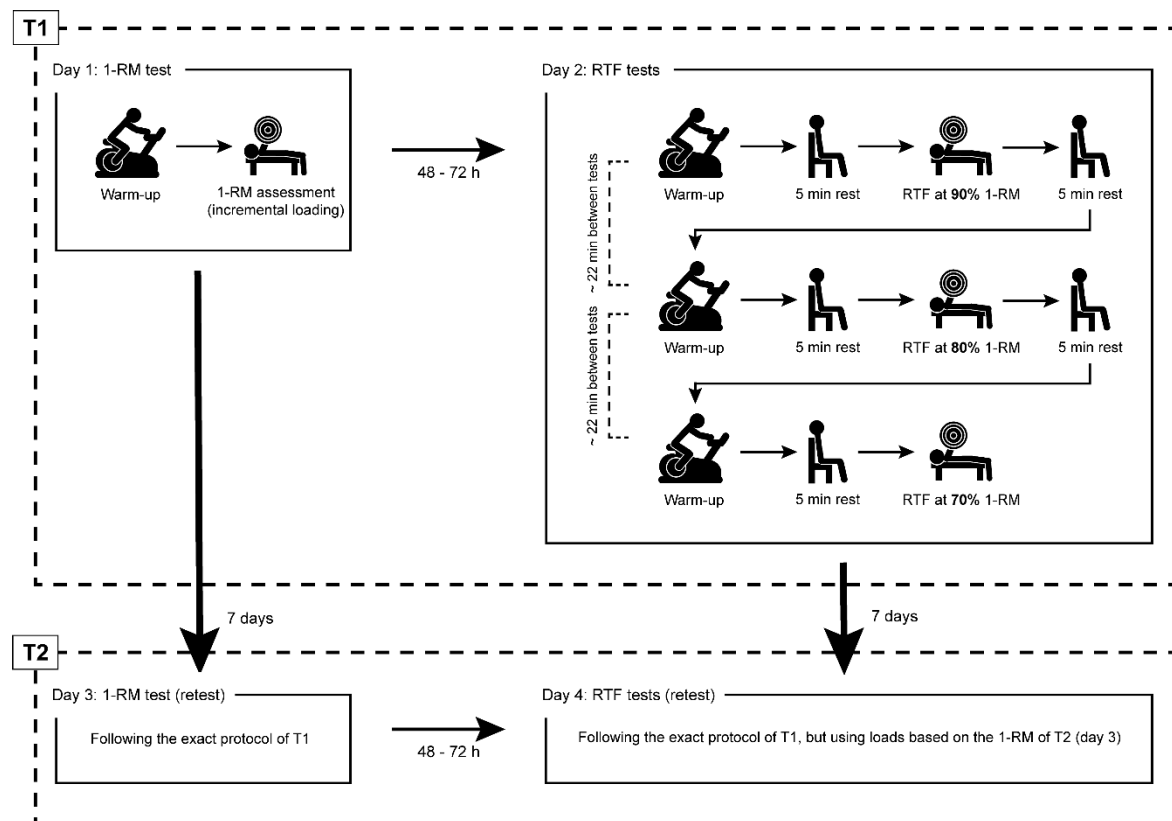 T1
Day 1: 1-RM test
Warm-up
1-RM assessment
(incremental loading)
48 - 72 h
Day 2: RTF tests
~ 22 min between tests
Warm-up
5 min rest
RTF at 90% 1-RM
5 min rest
~ 22 min between tests
Warm-up
5 min rest
RTF at 80% 1-RM
5 min rest
Warm-up
5 min rest
RTF at 70% 1-RM
7 days
7 days
T2
Day 3: 1-RM test (retest)
Following the exact protocol of T1
48 - 72 h
Day 4: RTF tests (retest)
Following the exact protocol of T1, but using loads based on the 1-RM of T2 (day 3)